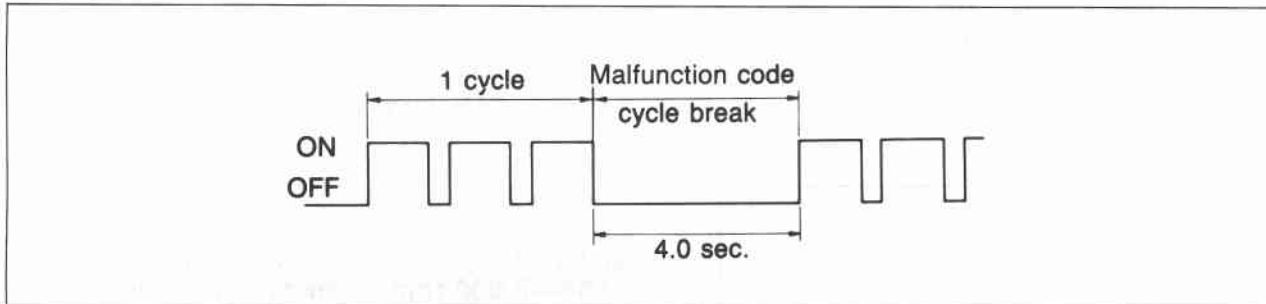 1 cycle
Malfunction code
cycle break
ON
OFF
4.0 sec.